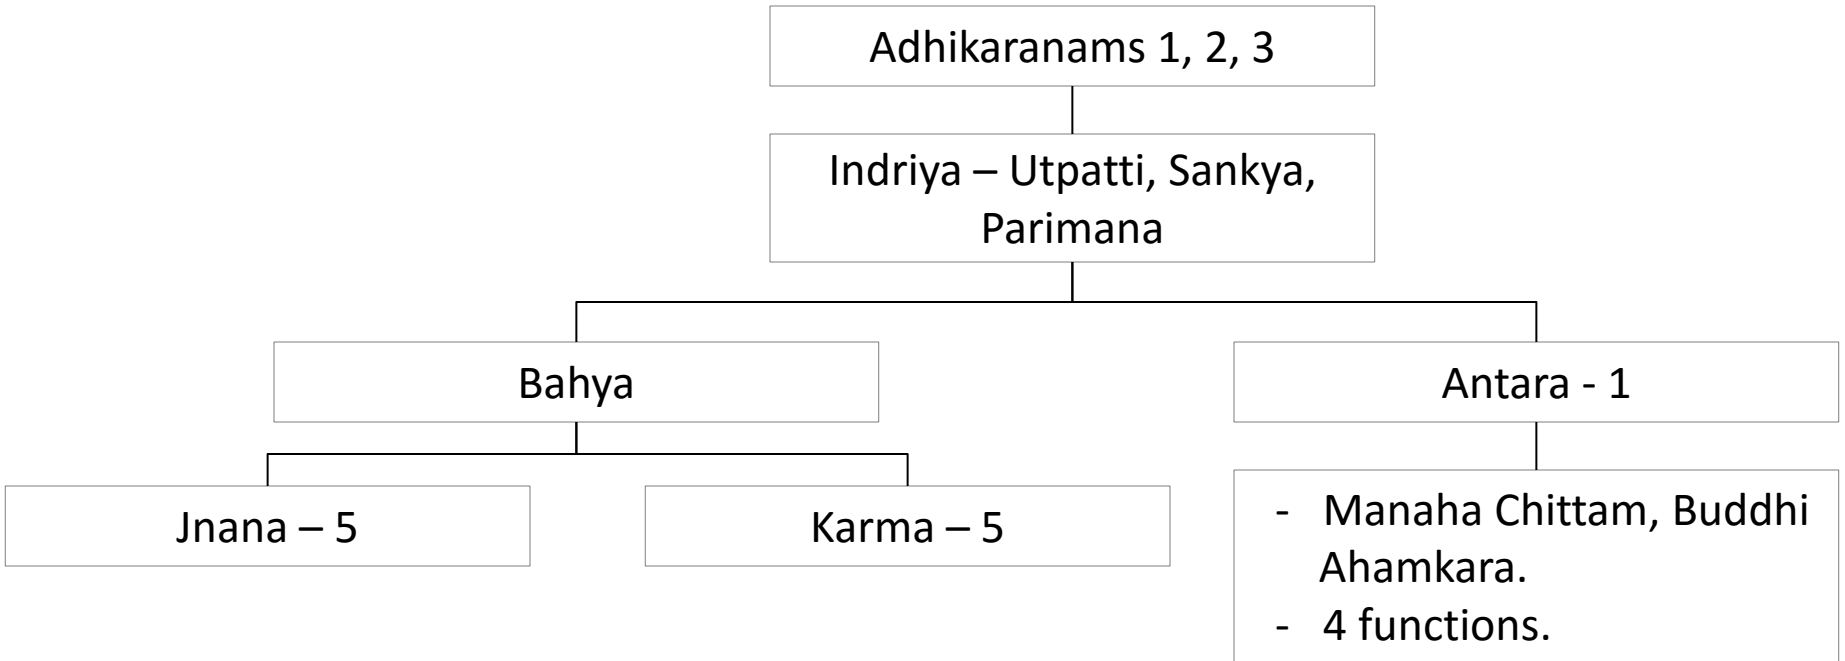 Adhikaranams 1, 2, 3
Indriya – Utpatti, Sankya,
Parimana
Bahya
Antara - 1
Jnana – 5
Karma – 5
- Manaha Chittam, Buddhi
Ahamkara.
- 4 functions.